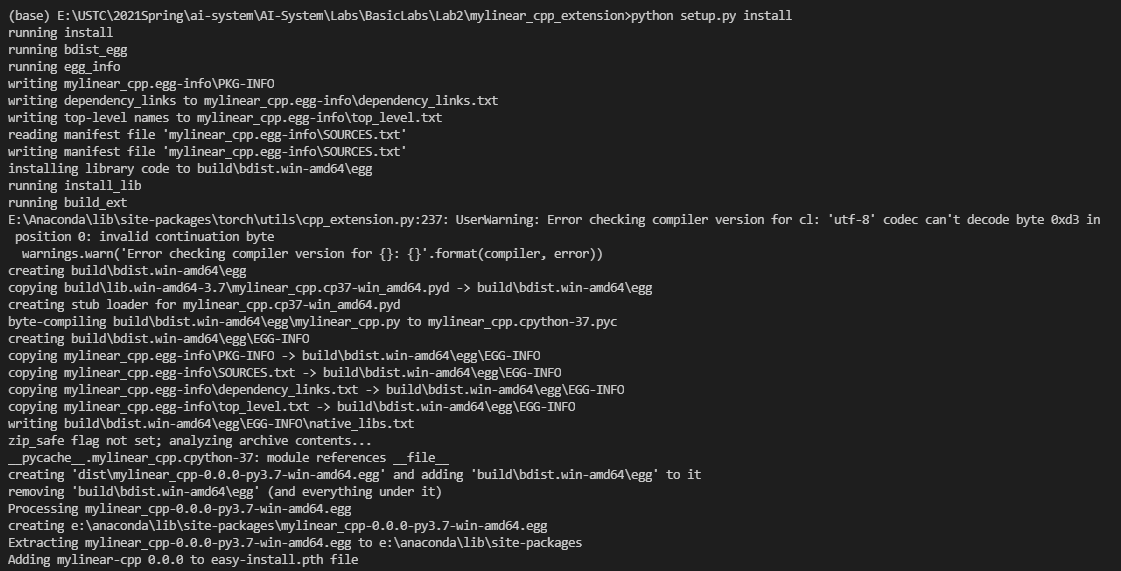 (base) E:\USTC\2021Spring\ai-system\AI-System\Labs\BasicLabs\Lab2\mylinear_cpp_extension>python setup.py install
running install
running bdist_egg
running egg_info
writing mylinear_cpp.egg-info\PKG-INFO
writing dependency_links to mylinear_cpp.egg-info\dependency_links.txt
writing top-level names to mylinear_cpp.egg-info\top_level.txt
reading manifest file 'mylinear_cpp.egg-info\SOURCES.txt'
writing manifest file 'mylinear_cpp.egg-info\SOURCES.txt'
installing library code to build\bdist.win-amd64\egg
running install_lib
running build_ext
E:\Anaconda\lib\site-packages\torch\utils\cpp_extension.py:237: UserWarning: Error checking compiler version for cl: 'utf-8' codec can't decode byte 0xd3 in
 position 0: invalid continuation byte
  warnings.warn('Error checking compiler version for {}: {}'.format(compiler, error))
creating build\bdist.win-amd64\egg
copying build\lib.win-amd64-3.7\mylinear_cpp.cp37-win_amd64.pyd -> build\bdist.win-amd64\egg
creating stub loader for mylinear_cpp.cp37-win_amd64.pyd
byte-compiling build\bdist.win-amd64\egg\mylinear_cpp.py to mylinear_cpp.cpython-37.pyc
creating build\bdist.win-amd64\egg\EGG-INFO
copying mylinear_cpp.egg-info\PKG-INFO -> build\bdist.win-amd64\egg\EGG-INFO
copying mylinear_cpp.egg-info\SOURCES.txt -> build\bdist.win-amd64\egg\EGG-INFO
copying mylinear_cpp.egg-info\dependency_links.txt -> build\bdist.win-amd64\egg\EGG-INFO
copying mylinear_cpp.egg-info\top_level.txt -> build\bdist.win-amd64\egg\EGG-INFO
writing build\bdist.win-amd64\egg\EGG-INFO\native_libs.txt
zip_safe flag not set; analyzing archive contents...
__pycache__.mylinear_cpp.cpython-37: module references __file__
creating 'dist\mylinear_cpp-0.0.0-py3.7-win-amd64.egg' and adding 'build\bdist.win-amd64\egg' to it
removing 'build\bdist.win-amd64\egg' (and everything under it)
Processing mylinear_cpp-0.0.0-py3.7-win-amd64.egg
creating e:\anaconda\lib\site-packages\mylinear_cpp-0.0.0-py3.7-win-amd64.egg
Extracting mylinear_cpp-0.0.0-py3.7-win-amd64.egg to e:\anaconda\lib\site-packages
Adding mylinear-cpp 0.0.0 to easy-install.pth file